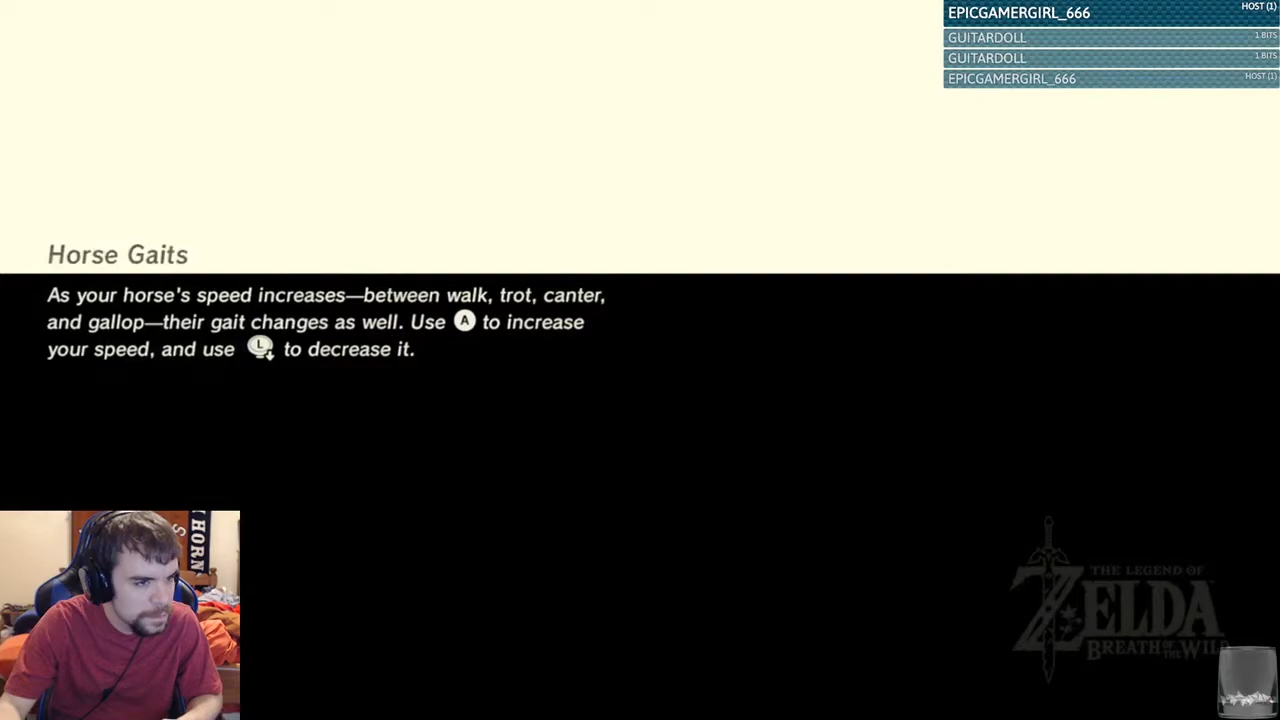 EPICGAMERGIRL_666 HOST (1)
GUITARDOLL 1 BITS
GUITARDOLL 1 BITS
EPICGAMERGIRL_666 HOST (1)
Horse Gaits
As your horse's speed increases—between walk, trot, canter,
and gallop—their gait changes as well. Use A to increase
your speed, and use L to decrease it.
HORN
S
THE LEGEND OF
ZELDA
BREATH OF THE WILD